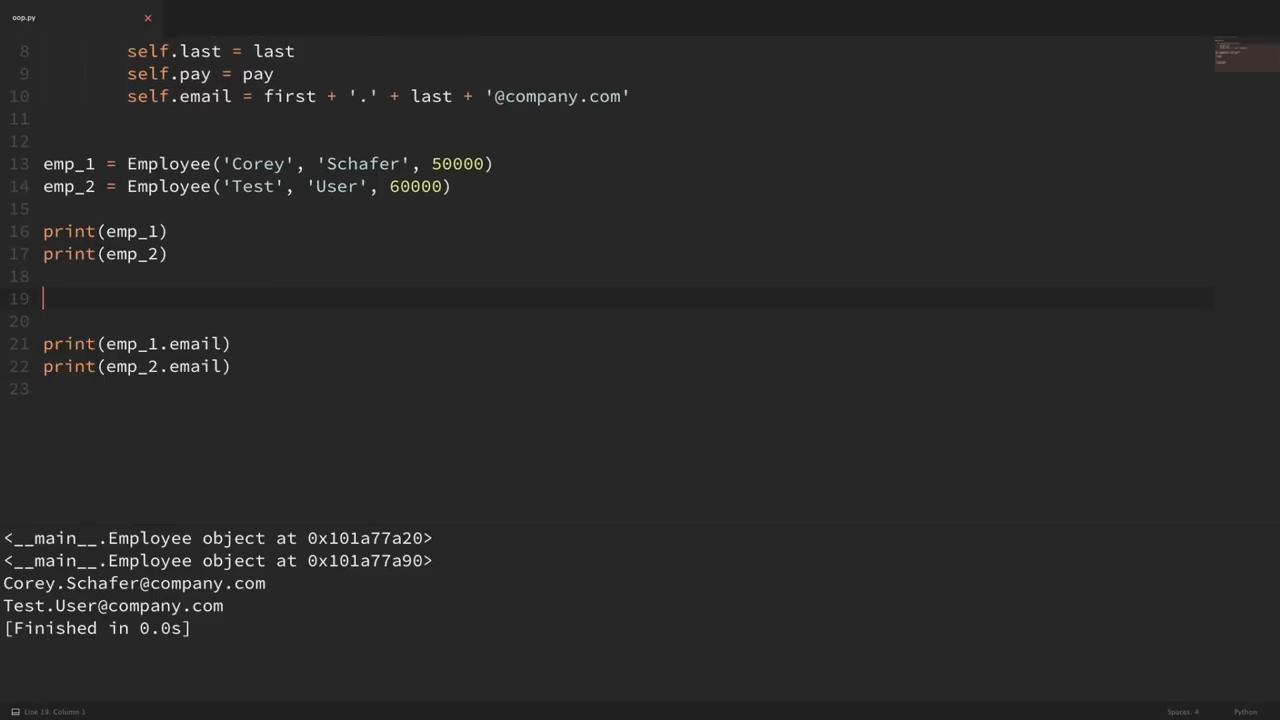 oop.py ×
8 self.last = last
9 self.pay = pay
10 self.email = first + '.' + last + '@company.com'
11
12
13 emp_1 = Employee('Corey', 'Schafer', 50000)
14 emp_2 = Employee('Test', 'User', 60000)
15
16 print(emp_1)
17 print(emp_2)
18
19
20
21 print(emp_1.email)
22 print(emp_2.email)
23
<__main__.Employee object at 0x101a77a20>
<__main__.Employee object at 0x101a77a90>
Corey.Schafer@company.com
Test.User@company.com
[Finished in 0.0s]
Line 19, Column 1 Spaces: 4 Python